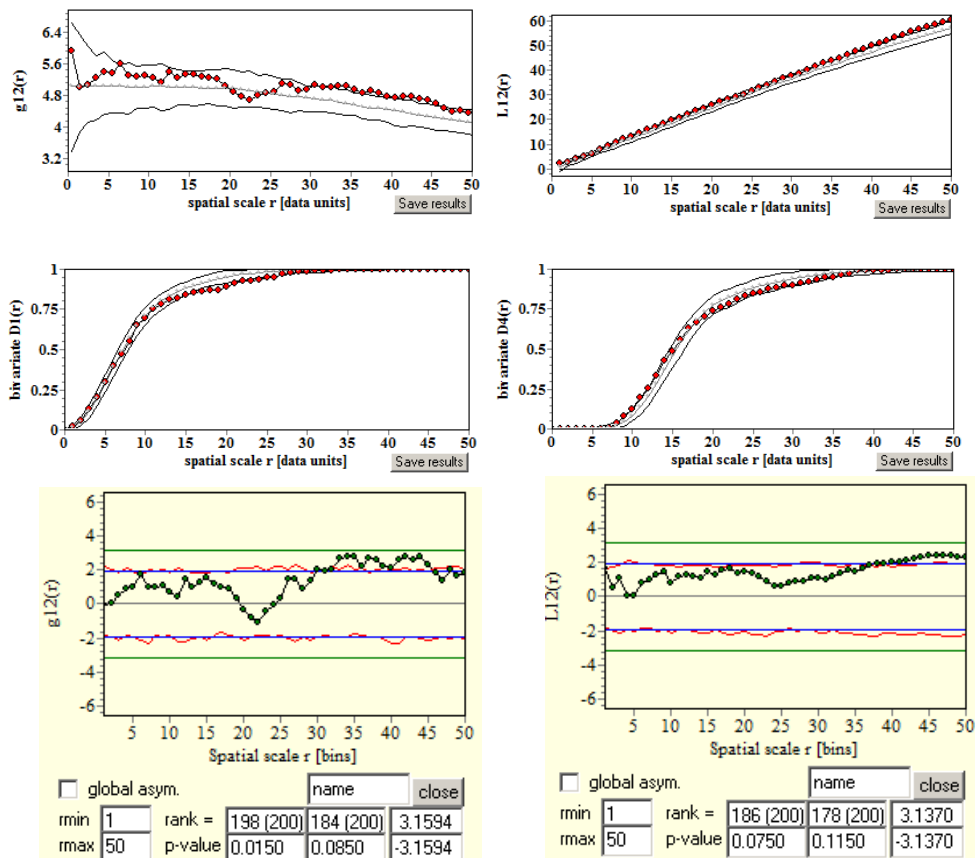 g12(r)
6.4
5.6
4.8
4
3.2
0 5 10 15 20 25 30 35 40 45 50
spatial scale r [data units]
Save results
L12(r)
60
50
40
30
20
10
0
0 5 10 15 20 25 30 35 40 45 50
spatial scale r [data units]
Save results
bivariate D1(r)
1
0.75
0.5
0.25
0
0 5 10 15 20 25 30 35 40 45 50
spatial scale r [data units]
Save results
bivariate D4(r)
1
0.75
0.5
0.25
0
0 5 10 15 20 25 30 35 40 45 50
spatial scale r [data units]
Save results
g12(r)
6
4
2
0
-2
-4
-6
5 10 15 20 25 30 35 40 45 50
Spatial scale r [bins]
global asym. name close
rmin 1 rank = 198 (200) 184 (200) 3.1594
rmax 50 p-value 0.0150 0.0850 -3.1594
L12(r)
6
4
2
0
-2
-4
-6
5 10 15 20 25 30 35 40 45 50
Spatial scale r [bins]
global asym. name close
rmin 1 rank = 186 (200) 178 (200) 3.1370
rmax 50 p-value 0.0750 0.1150 -3.1370